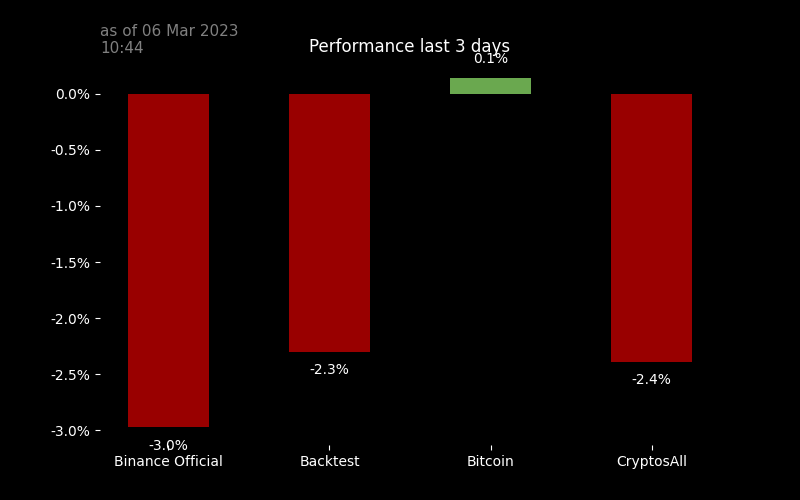 as of 06 Mar 2023
10:44
Performance last 3 days
0.1%
0.0%
-0.5%
-1.0%
-1.5%
-2.0%
-2.3%
-2.5%
-2.4%
-3.0%
-3.0%
Binance Official
Backtest
Bitcoin
CryptosAll